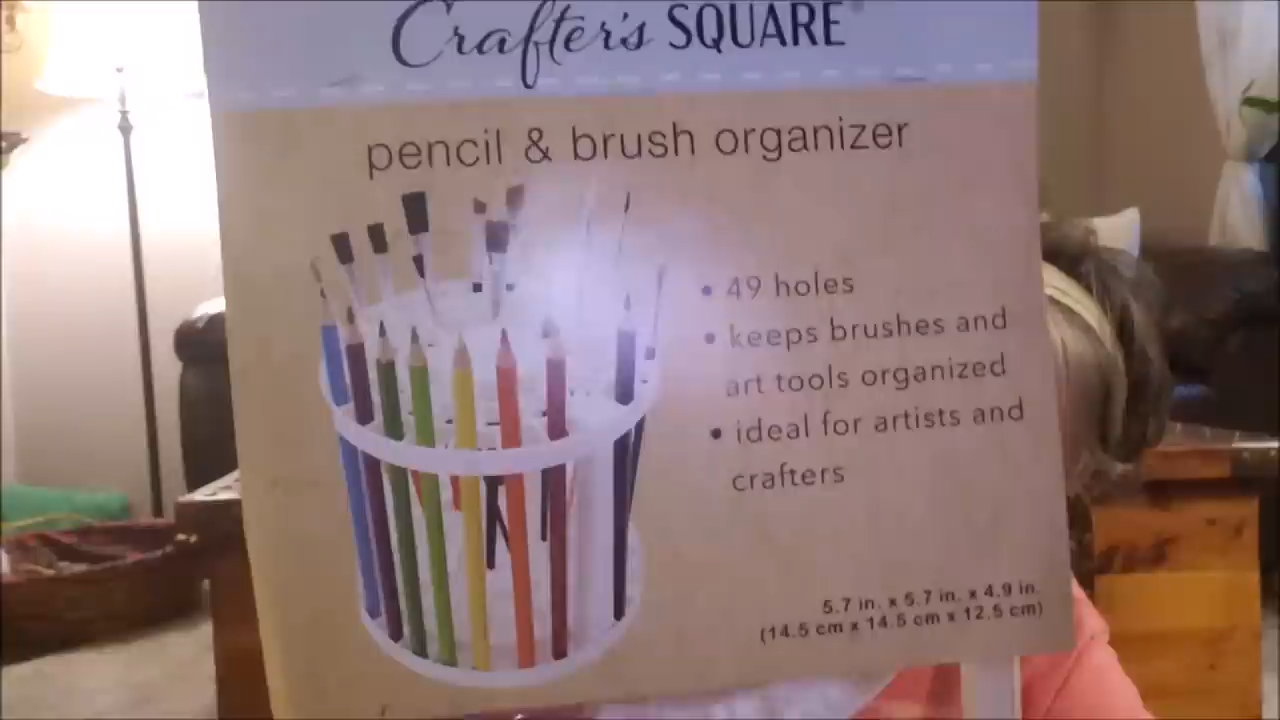 Crafter's SQUARE
pencil & brush organizer
• 49 holes
• keeps brushes and
art tools organized
• ideal for artists and
crafters
5.7 in. x 5.7 in. x 4.9 in.
(14.5 cm x 14.5 cm x 12.5 cm)